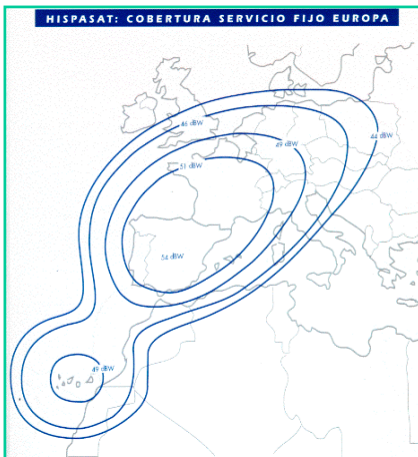 HISPASAT: COBERTURA SERVICIO FIJO EUROPA
46 dBW
44 dBW
49 dBW
51 dBW
54 dBW
49 dBW